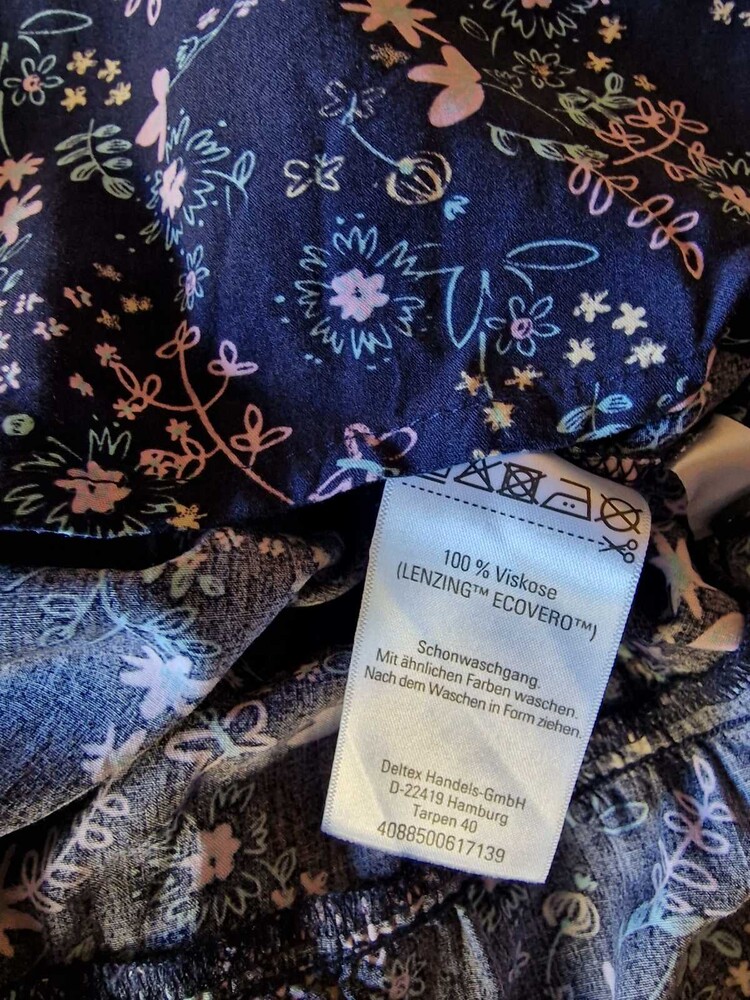 100 % Viskose
(LENZING™ ECOVERO™)
Schonwaschgang.
Mit ähnlichen Farben waschen.
Nach dem Waschen in Form ziehen.
Deltex Handels-GmbH
D-22419 Hamburg
Tarpen 40
4088500617139